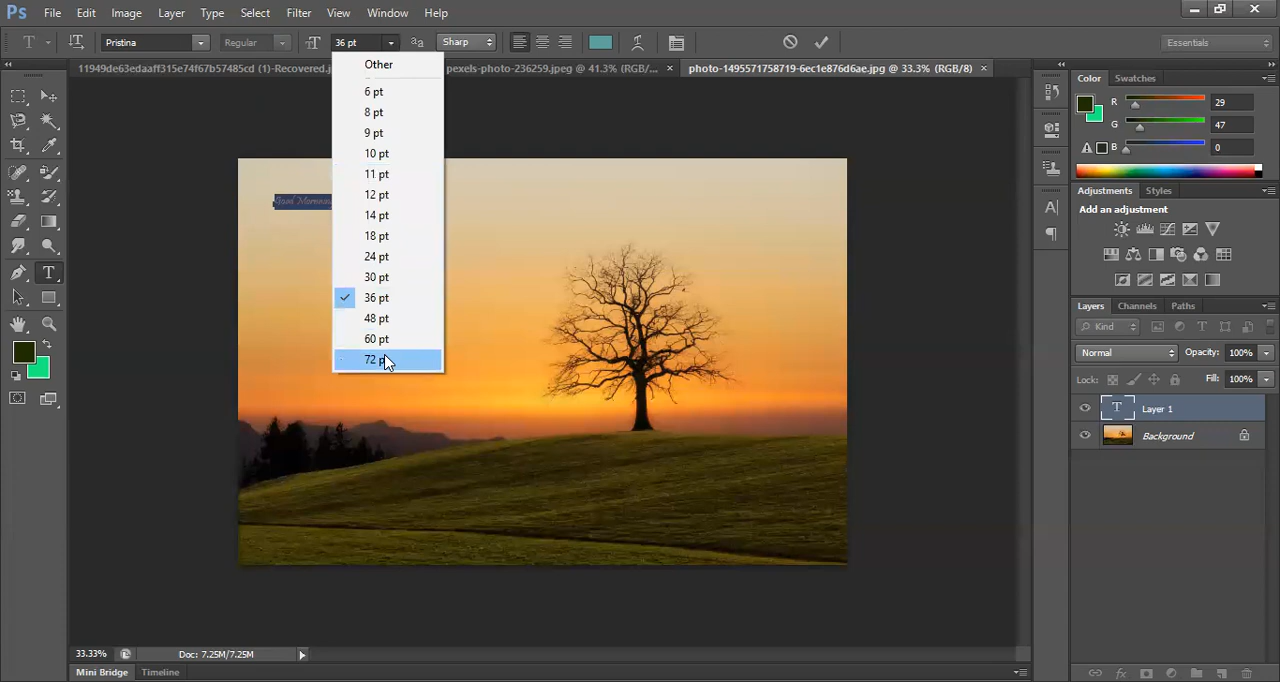 Ps File Edit Image Layer Type Select Filter View Window Help
T Pristina Regular 36 pt aa Sharp Essentials
11949de63edaaff315e74f67b57485cd (1)-Recovered.j pexels-photo-236259.jpeg @ 41.3% (RGB/... × photo-1495571758719-6ec1e876d6ae.jpg @ 33.3% (RGB/8) ×
Other
6 pt
8 pt
9 pt
10 pt
11 pt
12 pt
14 pt
18 pt
24 pt
30 pt
36 pt
48 pt
60 pt
72 p
Good
Color Swatches
R 29
G 47
B 0
Adjustments Styles
Add an adjustment
Layers Channels Paths
Kind
Normal Opacity: 100%
Lock: Fill: 100%
T Layer 1
Background
33.33% Doc: 7.25M/7.25M
Mini Bridge Timeline